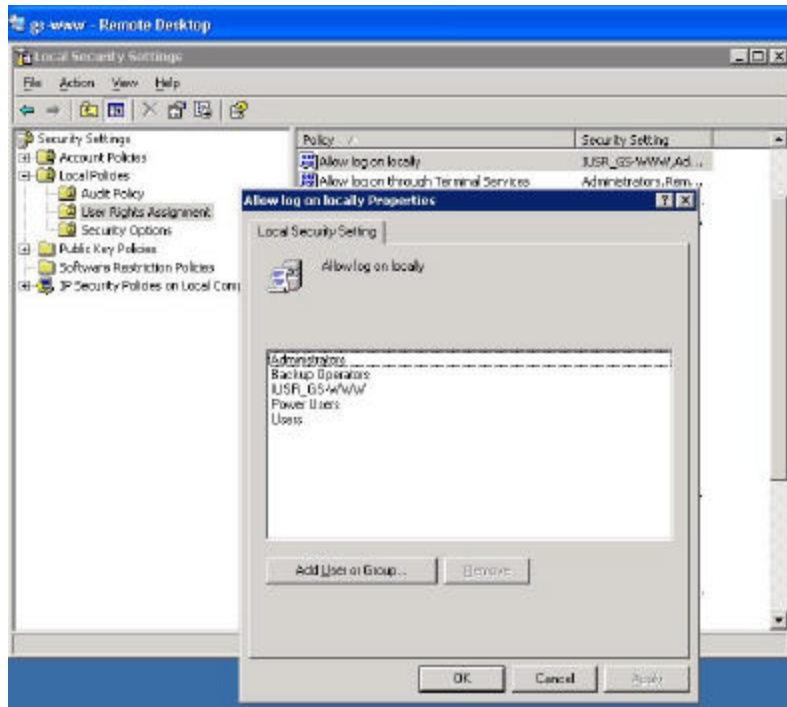 gs-www - Remote Desktop
Local Security Settings
File Action View Help
Security Settings
Account Policies
Local Policies
Audit Policy
User Rights Assignment
Security Options
Public Key Policies
Software Restriction Policies
IP Security Policies on Local Comp
Policy Security Setting
Allow log on locally IUSR_GS-WWW,Ad...
Allow log on through Terminal Services Administrators,Rem...
Allow log on locally Properties
Local Security Setting
Allow log on locally
Administrators
Backup Operators
IUSR_GS-WWW
Power Users
Users
Add User or Group... Remove
OK Cancel Apply